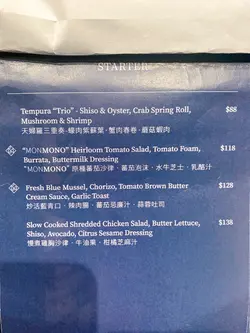 STARTER
Tempura "Trio" - Shiso & Oyster, Crab Spring Roll, $88
Mushroom & Shrimp
天婦羅三重奏-蠔肉紫蘇葉·蟹肉春卷·蘑菇蝦肉
"MONMONO" Heirloom Tomato Salad, Tomato Foam, $118
Burrata, Buttermilk Dressing
"MONMONO" 原種蕃茄沙律·蕃茄泡沫·水牛芝士·乳酪汁
Fresh Blue Mussel, Chorizo, Tomato Brown Butter $128
Cream Sauce, Garlic Toast
炒活藍青口·辣肉腸·蕃茄忌廉汁·蒜蓉吐司
Slow Cooked Shredded Chicken Salad, Butter Lettuce, $138
Shiso, Avocado, Citrus Sesame Dressing
慢煮雞胸沙律·牛油果·柑橘芝麻汁